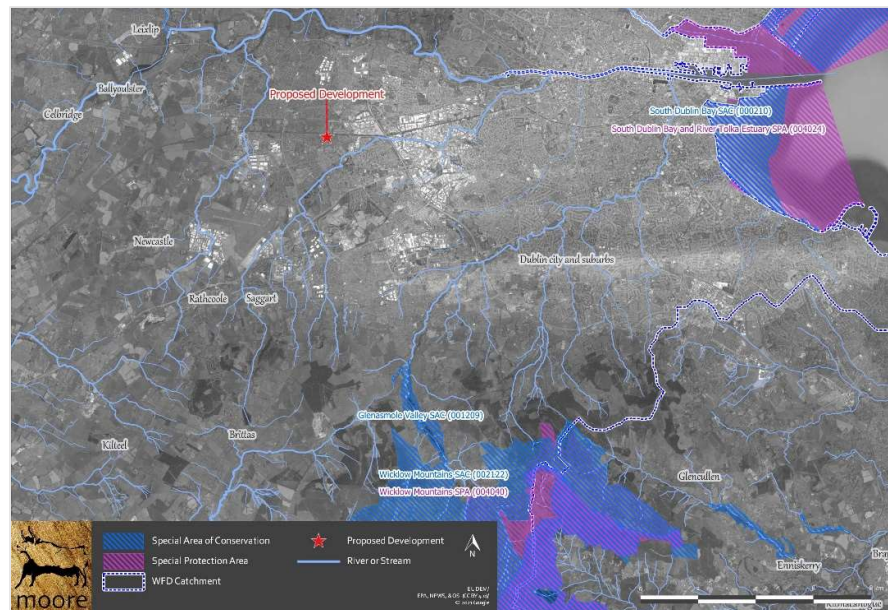 Leixlip
Ballyoulster
Celbridge
Proposed Development
South Dublin Bay SAC (000210)
South Dublin Bay and River Tolka Estuary SPA (004024)
Newcastle
Dublin city and suburbs
Rathcoole
Saggart
Glenasmole Valley SAC (001209)
Kilteel
Brittas
Wicklow Mountains SAC (002122)
Wicklow Mountains SPA (004040)
Glencullen
Enniskerry
moore
Special Area of Conservation
Special Protection Area
WFD Catchment
Proposed Development
River or Stream
N